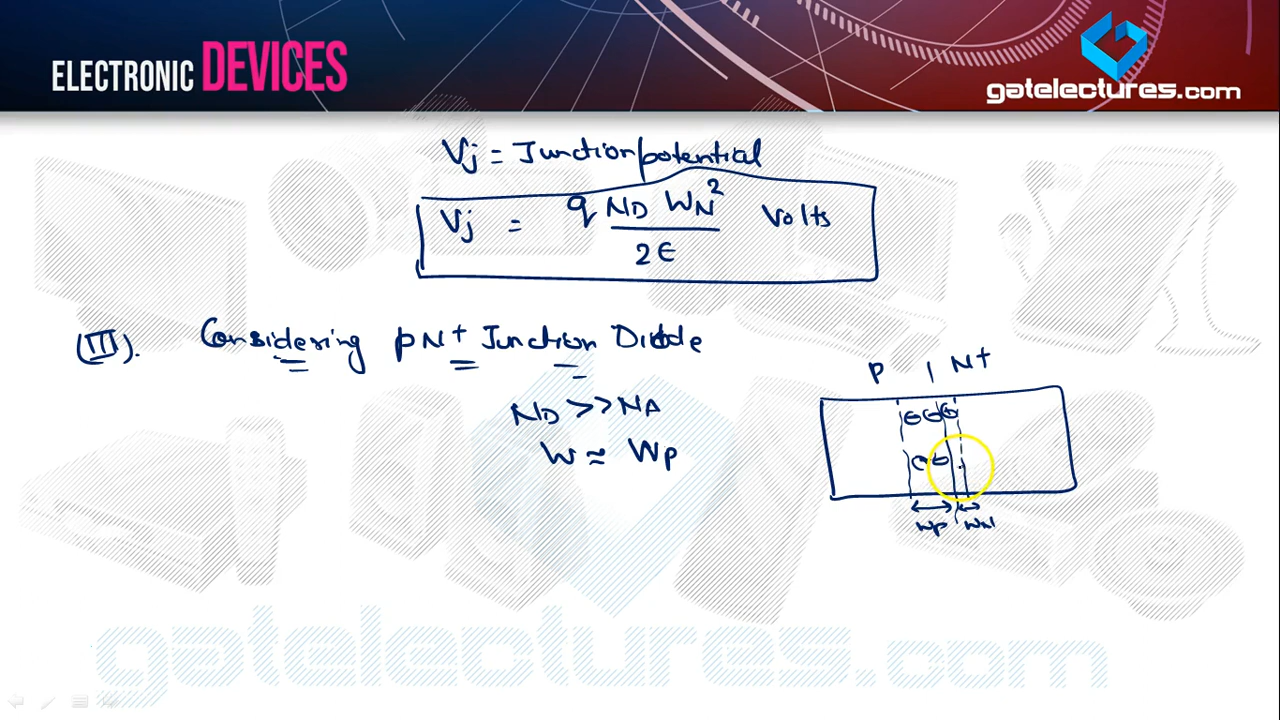 ELECTRONIC DEVICES
gatelectures.com
Vj = Junction potential
Vj = q ND WN² / 2ϵ Volts
(III). Considering PN+ Junction Diode
P | N+
ND >> NA
W ≈ Wp
Wp WN
gatelectures.com